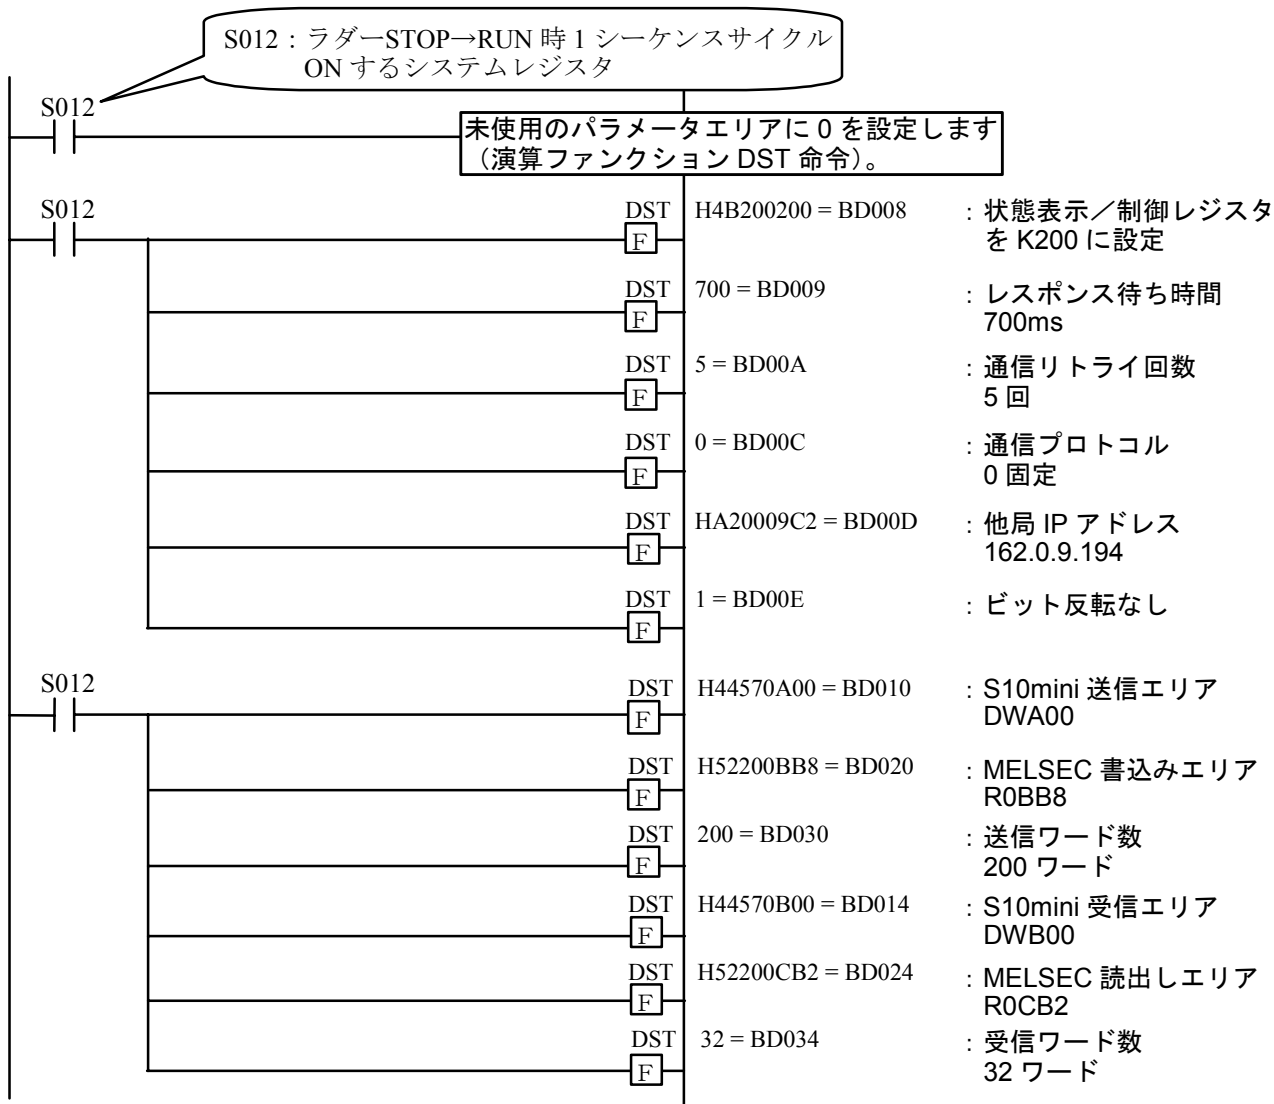 S012：ラダーSTOP→RUN 時 1 シーケンスサイクル
ON するシステムレジスタ
S012
未使用のパラメータエリアに 0 を設定します
（演算ファンクション DST 命令）。
S012
DST
F
H4B200200 = BD008
：状態表示／制御レジスタ
を K200 に設定
DST
F
700 = BD009
：レスポンス待ち時間
700ms
DST
F
5 = BD00A
：通信リトライ回数
5 回
DST
F
0 = BD00C
：通信プロトコル
0 固定
DST
F
HA20009C2 = BD00D
：他局 IP アドレス
162.0.9.194
DST
F
1 = BD00E
：ビット反転なし
S012
DST
F
H44570A00 = BD010
：S10mini 送信エリア
DWA00
DST
F
H52200BB8 = BD020
：MELSEC 書込みエリア
R0BB8
DST
F
200 = BD030
：送信ワード数
200 ワード
DST
F
H44570B00 = BD014
：S10mini 受信エリア
DWB00
DST
F
H52200CB2 = BD024
：MELSEC 読出しエリア
R0CB2
DST
F
32 = BD034
：受信ワード数
32 ワード